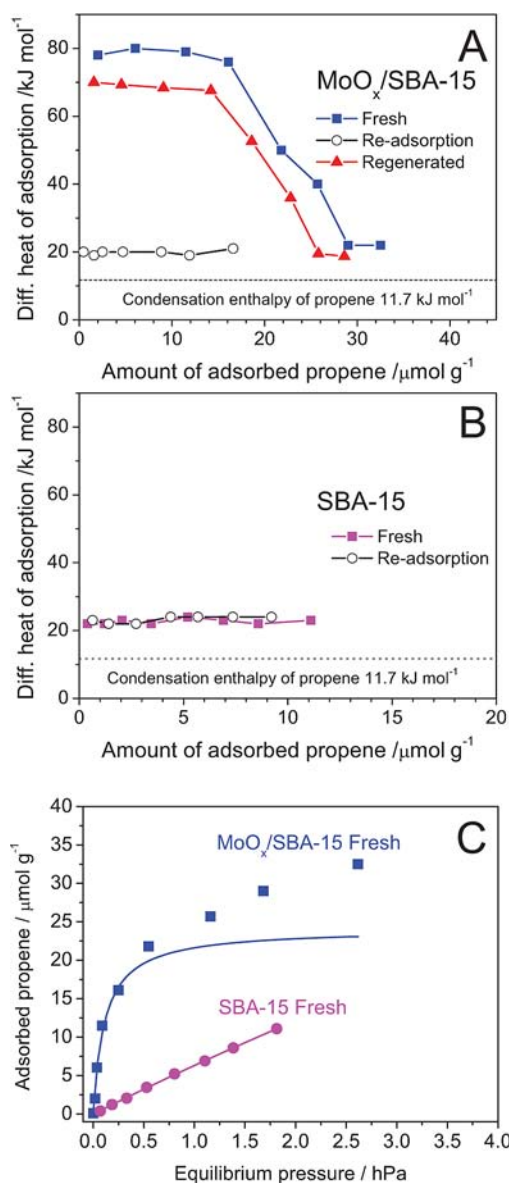 Diff. heat of adsorption /kJ mol⁻¹
80
60
40
20
0
A
MoOₓ/SBA-15
Fresh
Re-adsorption
Regenerated
Condensation enthalpy of propene 11.7 kJ mol⁻¹
0 10 20 30 40
Amount of adsorbed propene /μmol g⁻¹
Diff. heat of adsorption /kJ mol⁻¹
80
60
40
20
0
B
SBA-15
Fresh
Re-adsorption
Condensation enthalpy of propene 11.7 kJ mol⁻¹
0 5 10 15 20
Amount of adsorbed propene /μmol g⁻¹
Adsorbed propene / μmol g⁻¹
40
35
30
25
20
15
10
5
0
C
MoOₓ/SBA-15 Fresh
SBA-15 Fresh
0.0 0.5 1.0 1.5 2.0 2.5 3.0 3.5 4.0
Equilibrium pressure / hPa